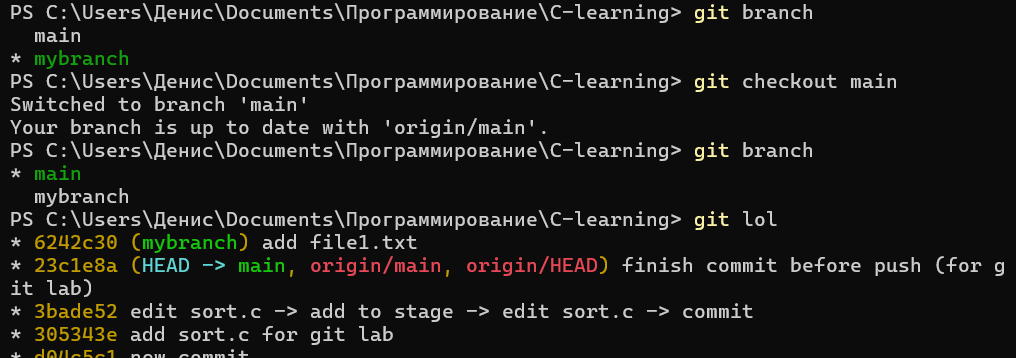 PS C:\Users\Денис\Documents\Программирование\C-learning> git branch
  main
* mybranch
PS C:\Users\Денис\Documents\Программирование\C-learning> git checkout main
Switched to branch 'main'
Your branch is up to date with 'origin/main'.
PS C:\Users\Денис\Documents\Программирование\C-learning> git branch
* main
  mybranch
PS C:\Users\Денис\Documents\Программирование\C-learning> git lol
* 6242c30 (mybranch) add file1.txt
* 23c1e8a (HEAD -> main, origin/main, origin/HEAD) finish commit before push (for g
it lab)
* 3bade52 edit sort.c -> add to stage -> edit sort.c -> commit
* 305343e add sort.c for git lab
* d04c5c1 new commit